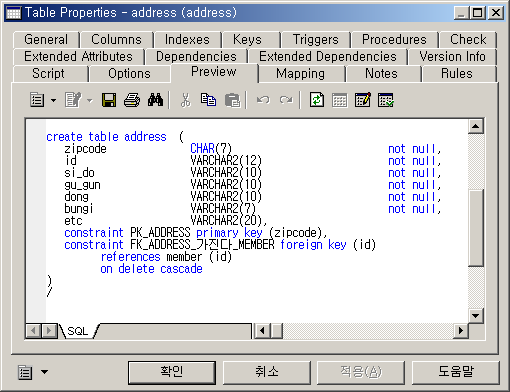 Table Properties - address (address)
General Columns Indexes Keys Triggers Procedures Check
Extended Attributes Dependencies Extended Dependencies Version Info
Script Options Preview Mapping Notes Rules
create table address (
zipcode CHAR(7) not null,
id VARCHAR2(12) not null,
si_do VARCHAR2(10) not null,
gu_gun VARCHAR2(10) not null,
dong VARCHAR2(10) not null,
bungi VARCHAR2(7) not null,
etc VARCHAR2(20),
constraint PK_ADDRESS primary key (zipcode),
constraint FK_ADDRESS_가진다_MEMBER foreign key (id)
references member (id)
on delete cascade
)
/
SQL
확인 취소 적용(A) 도움말